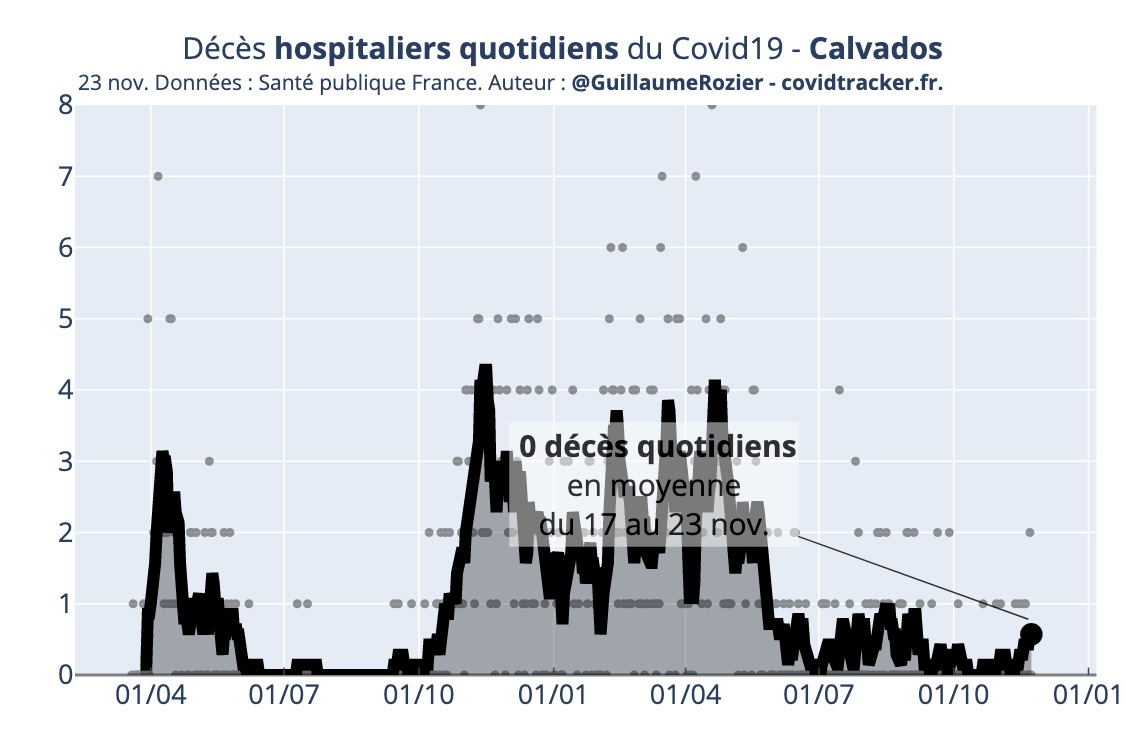 Décès hospitaliers quotidiens du Covid19 - Calvados
23 nov. Données : Santé publique France. Auteur : @GuillaumeRozier - covidtracker.fr.
8
7
6
5
4
3
2
1
0
0 décès quotidiens
en moyenne
du 17 au 23 nov.
01/04 01/07 01/10 01/01 01/04 01/07 01/10 01/01